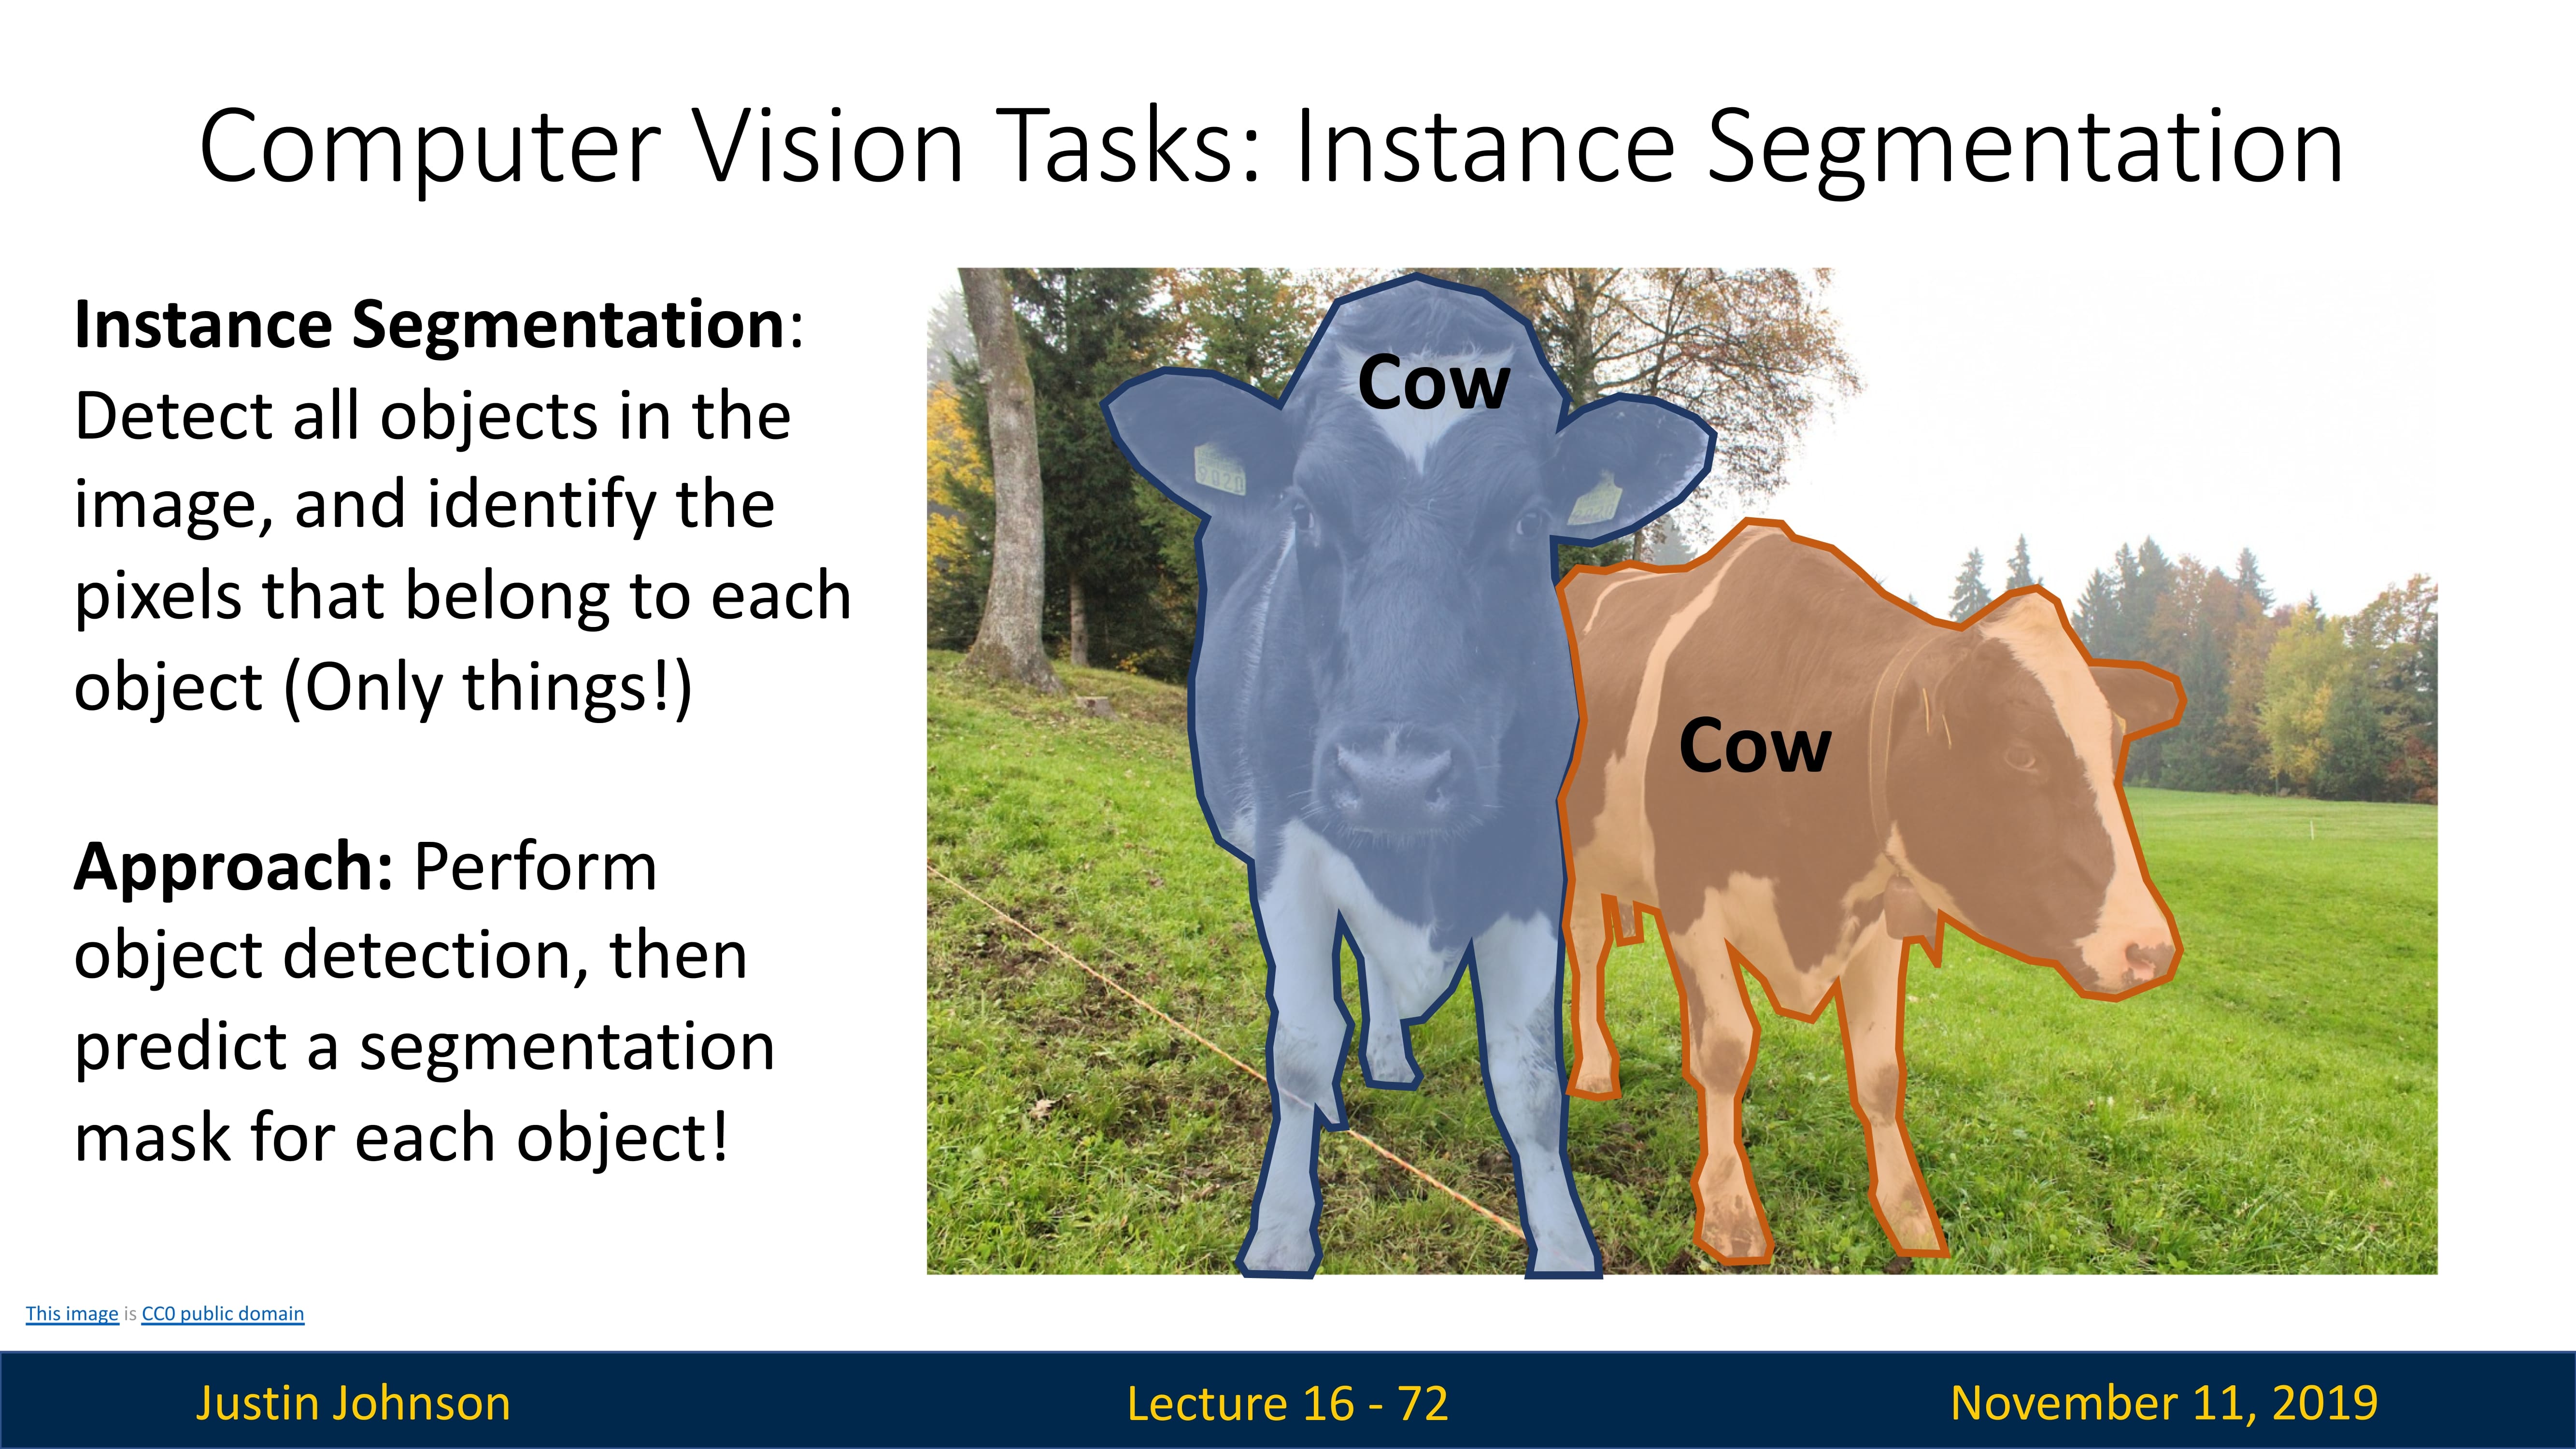 Computer Vision Tasks: Instance Segmentation
Instance Segmentation:
Detect all objects in the
image, and identify the
pixels that belong to each
object (Only things!)
Approach: Perform
object detection, then
predict a segmentation
mask for each object!
Cow
9020
Cow
This image is CC0 public domain
Justin Johnson
Lecture 16 - 72
November 11, 2019